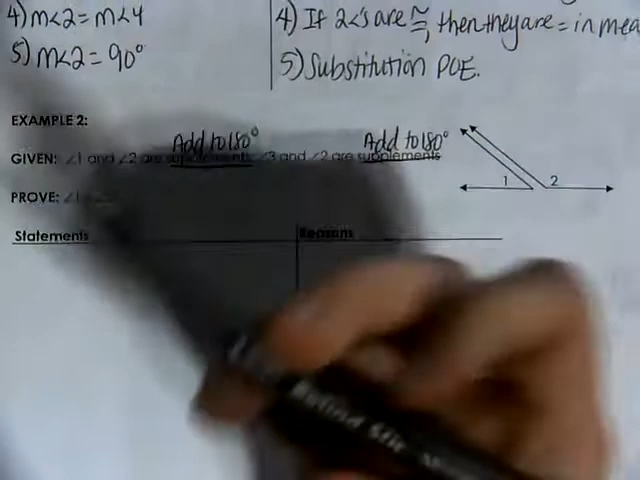 4) m<2 = m<4
4) If 2<'s are ≅, then they are = in mea
5) m<2 = 90°
5) Substitution POE.
EXAMPLE 2:
Add to 180° Add to 180°
GIVEN: ∠1 and ∠2 are supplements ∠3 and ∠2 are supplements
1 2
PROVE: ∠1
Statements Reasons